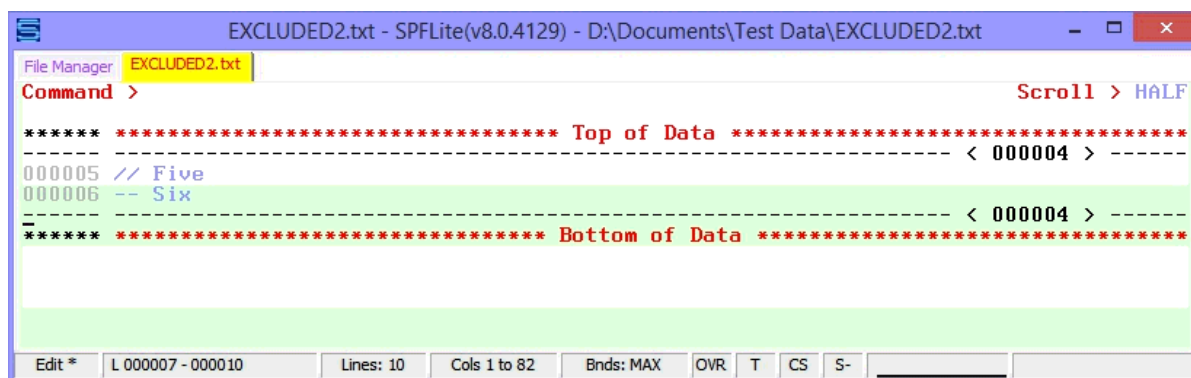 EXCLUDED2.txt - SPFLite(v8.0.4129) - D:\Documents\Test Data\EXCLUDED2.txt
File Manager EXCLUDED2.txt
Command > Scroll > HALF
****** ********************************** Top of Data ***********************************
------ ---------------------------------------------------------------- < 000004 > ------
000005 // Five
000006 -- Six
------ ---------------------------------------------------------------- < 000004 > ------
****** ********************************* Bottom of Data *********************************
Edit * L 000007 - 000010 Lines: 10 Cols 1 to 82 Bnds: MAX OVR T CS S-